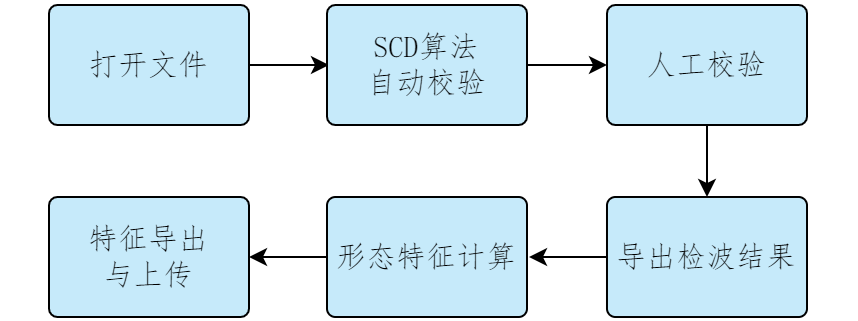 打开文件
SCD算法
自动校验
人工校验
导出检波结果
形态特征计算
特征导出
与上传